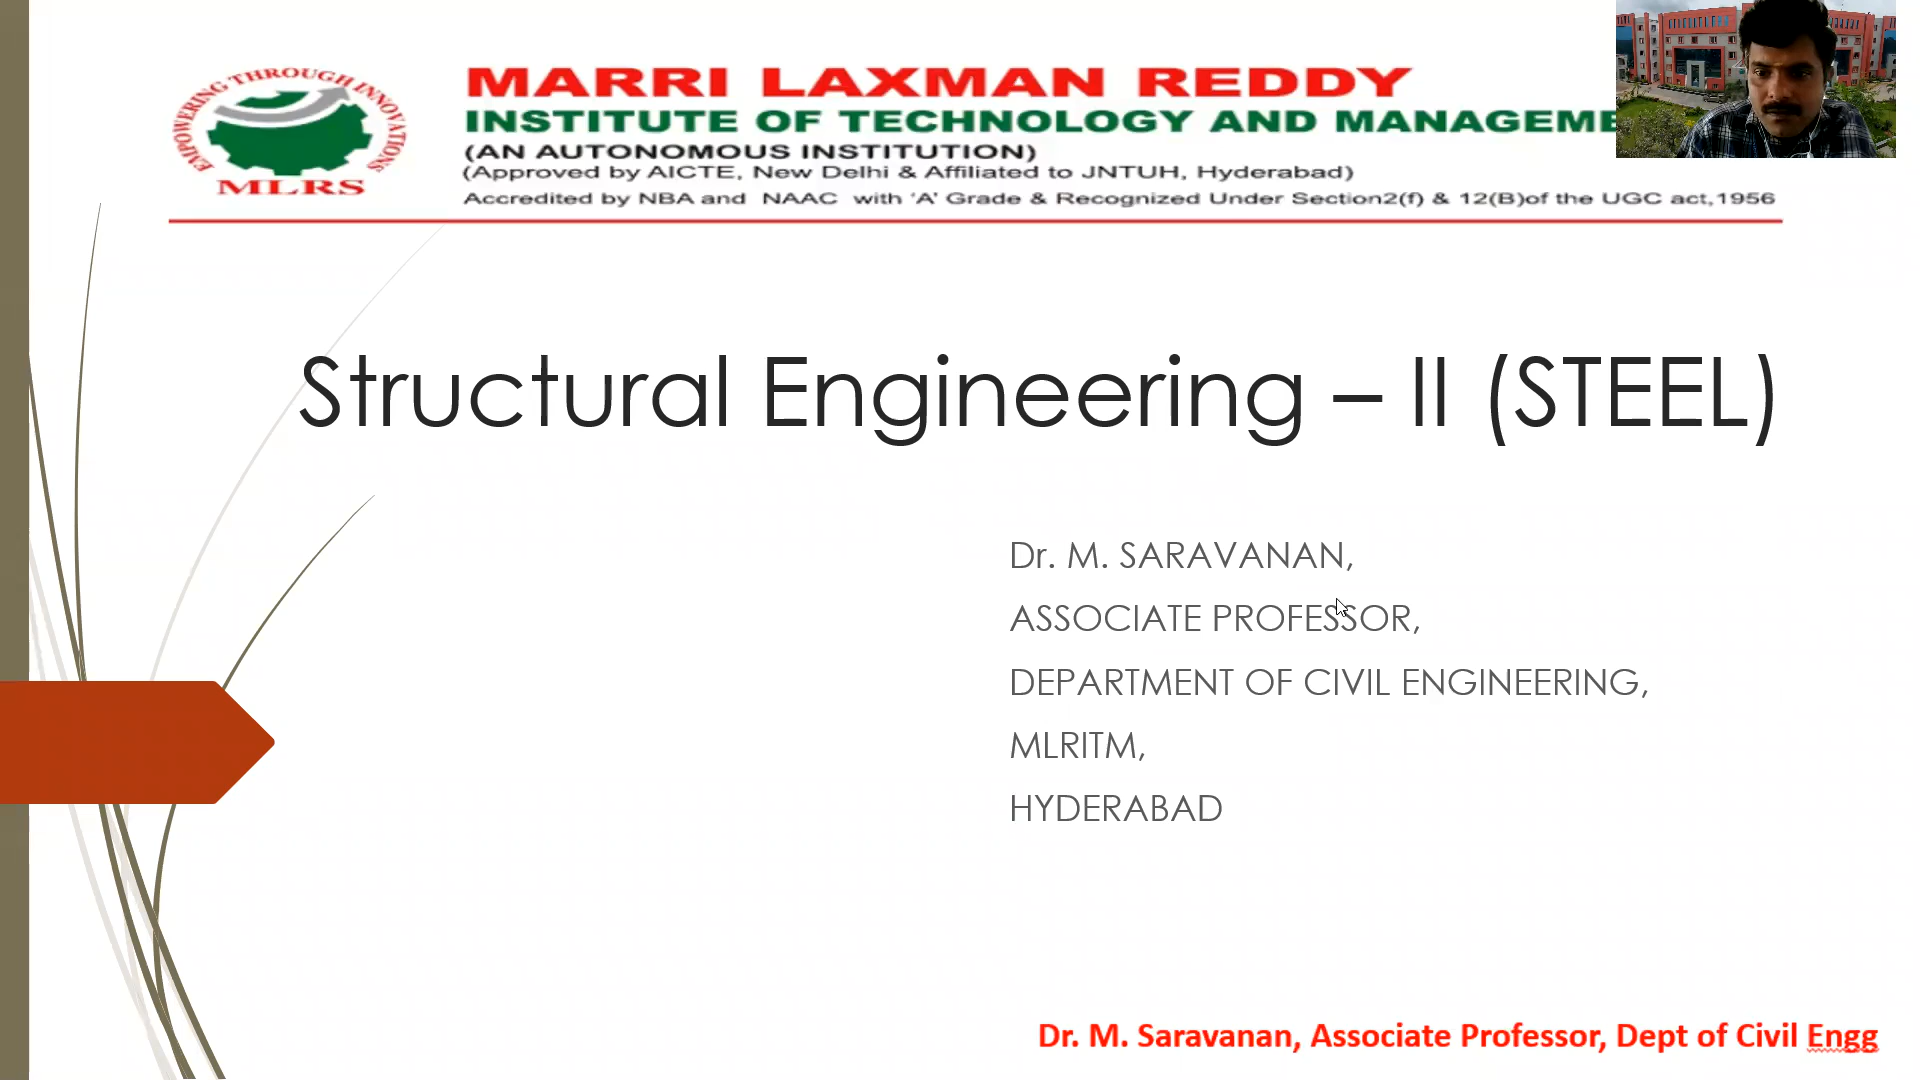 EMPOWERING THROUGH INNOVATIONS
MLRS
MARRI LAXMAN REDDY
INSTITUTE OF TECHNOLOGY AND MANAGEME
(AN AUTONOMOUS INSTITUTION)
(Approved by AICTE, New Delhi & Affiliated to JNTUH, Hyderabad)
Accredited by NBA and NAAC with 'A' Grade & Recognized Under Section2(f) & 12(B)of the UGC act,1956
Structural Engineering – II (STEEL)
Dr. M. SARAVANAN,
ASSOCIATE PROFESSOR,
DEPARTMENT OF CIVIL ENGINEERING,
MLRITM,
HYDERABAD
Dr. M. Saravanan, Associate Professor, Dept of Civil Engg